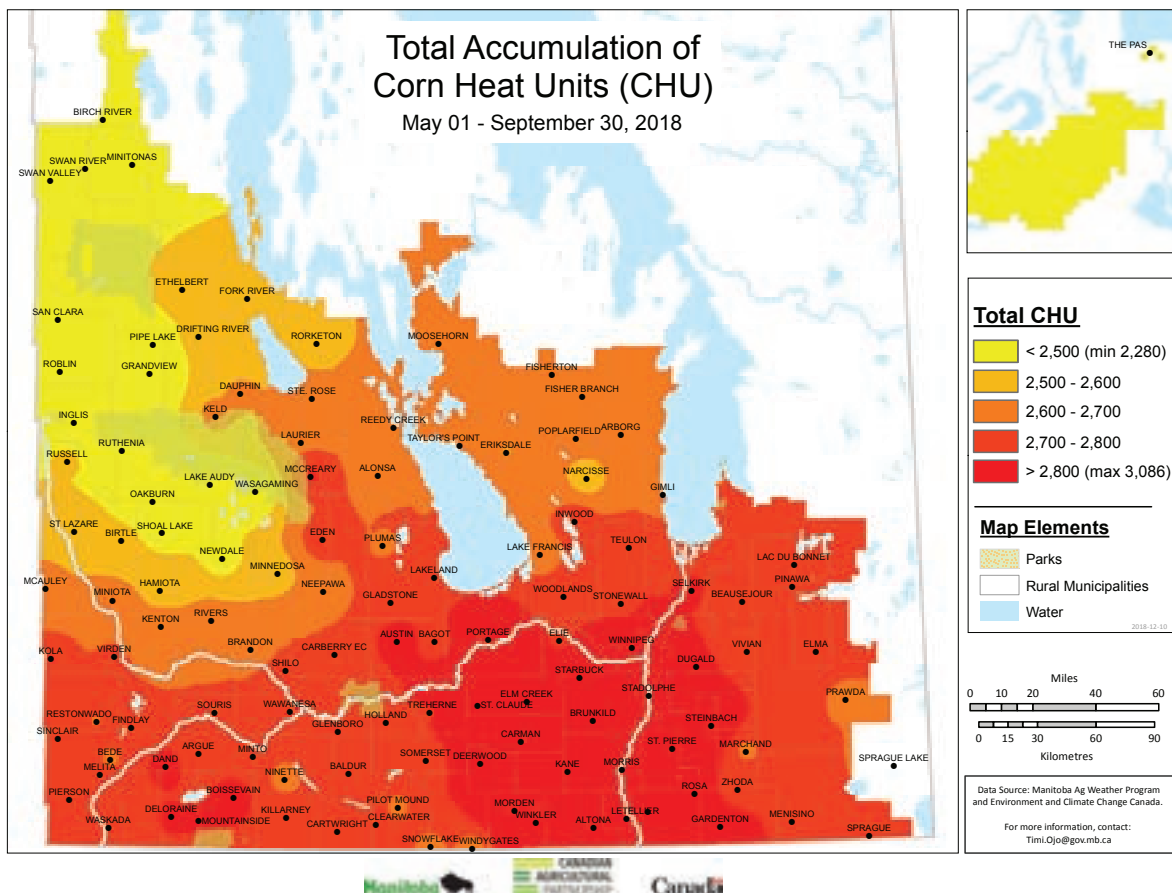 Total Accumulation of
Corn Heat Units (CHU)
May 01 - September 30, 2018
THE PAS
BIRCH RIVER
SWAN RIVER
MINITONAS
SWAN VALLEY
ETHELBERT
FORK RIVER
SAN CLARA
DRIFTING RIVER
PIPE LAKE
RORKETON
MOOSEHORN
ROBLIN
GRANDVIEW
FISHERTON
DAUPHIN
STE. ROSE
FISHER BRANCH
INGLIS
KELD
REEDY CREEK
RUTHENIA
LAURIER
TAYLOR'S POINT
ERIKSDALE
POPLARFIELD
ARBORG
RUSSELL
LAKE AUDY
WASAGAMING
MCCREARY
ALONSA
NARCISSE
OAKBURN
GIMLI
ST LAZARE
BIRTLE
SHOAL LAKE
EDEN
PLUMAS
INWOOD
NEWDALE
LAKE FRANCIS
TEULON
LAC DU BONNET
MCAULEY
MINIOTA
HAMIOTA
MINNEDOSA
NEEPAWA
LAKELAND
GLADSTONE
WOODLANDS
STONEWALL
SELKIRK
BEAUSEJOUR
PINAWA
KENTON
RIVERS
BRANDON
CARBERRY EC
AUSTIN
BAGOT
PORTAGE
ELIE
WINNIPEG
VIVIAN
ELMA
KOLA
VIRDEN
SHILO
STARBUCK
DUGALD
RESTONWADO
FINDLAY
SOURIS
WAWANESA
GLENBORO
HOLLAND
TREHERNE
ST. CLAUDE
ELM CREEK
BRUNKILD
STADOLPHE
STEINBACH
PRAWDA
SINCLAIR
BEDE
ARGUE
MINTO
SOMERSET
DEERWOOD
CARMAN
ST. PIERRE
MARCHAND
SPRAGUE LAKE
MELITA
DAND
NINETTE
BALDUR
KANE
MORRIS
PIERSON
BOISSEVAIN
ZHODA
ROSA
DELORAINE
KILLARNEY
PILOT MOUND
MORDEN
LETELLIER
WASKADA
MOUNTAINSIDE
CARTWRIGHT
CLEARWATER
WINKLER
ALTONA
GARDENTON
MENISINO
SNOWFLAKE
WINDYGATES
SPRAGUE
Total CHU
< 2,500 (min 2,280)
2,500 - 2,600
2,600 - 2,700
2,700 - 2,800
> 2,800 (max 3,086)
Map Elements
Parks
Rural Municipalities
Water
2018-12-10
Miles
0 10 20 40 60
0 15 30 60 90
Kilometres
Data Source: Manitoba Ag Weather Program
and Environment and Climate Change Canada.
For more information, contact:
Timi.Ojo@gov.mb.ca
Manitoba
CANADIAN
AGRICULTURAL
PARTNERSHIP
Canada